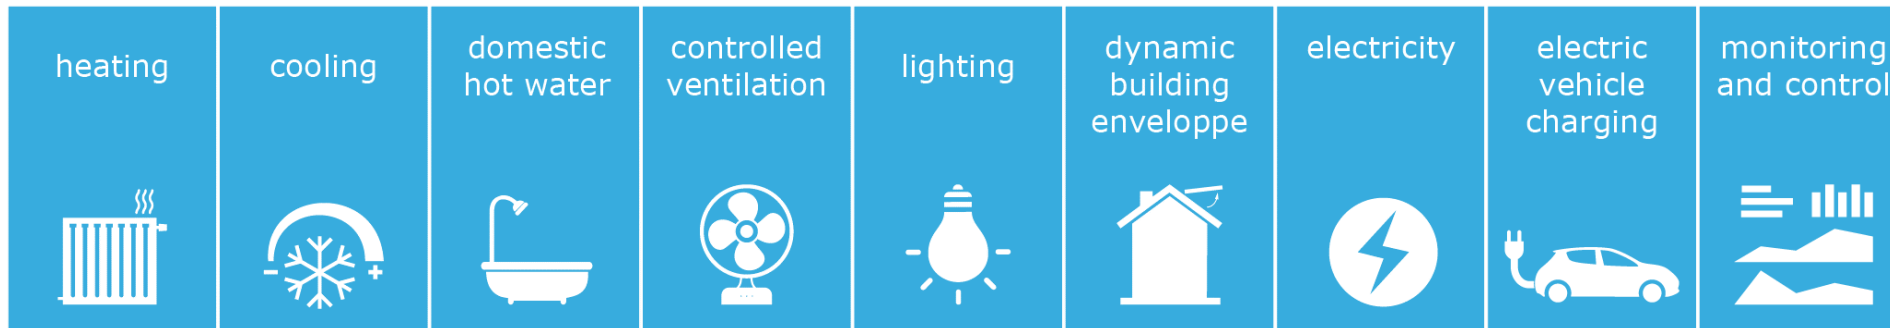 heating
cooling
domestic
hot water
controlled
ventilation
lighting
dynamic
building
enveloppe
electricity
electric
vehicle
charging
monitoring
and control